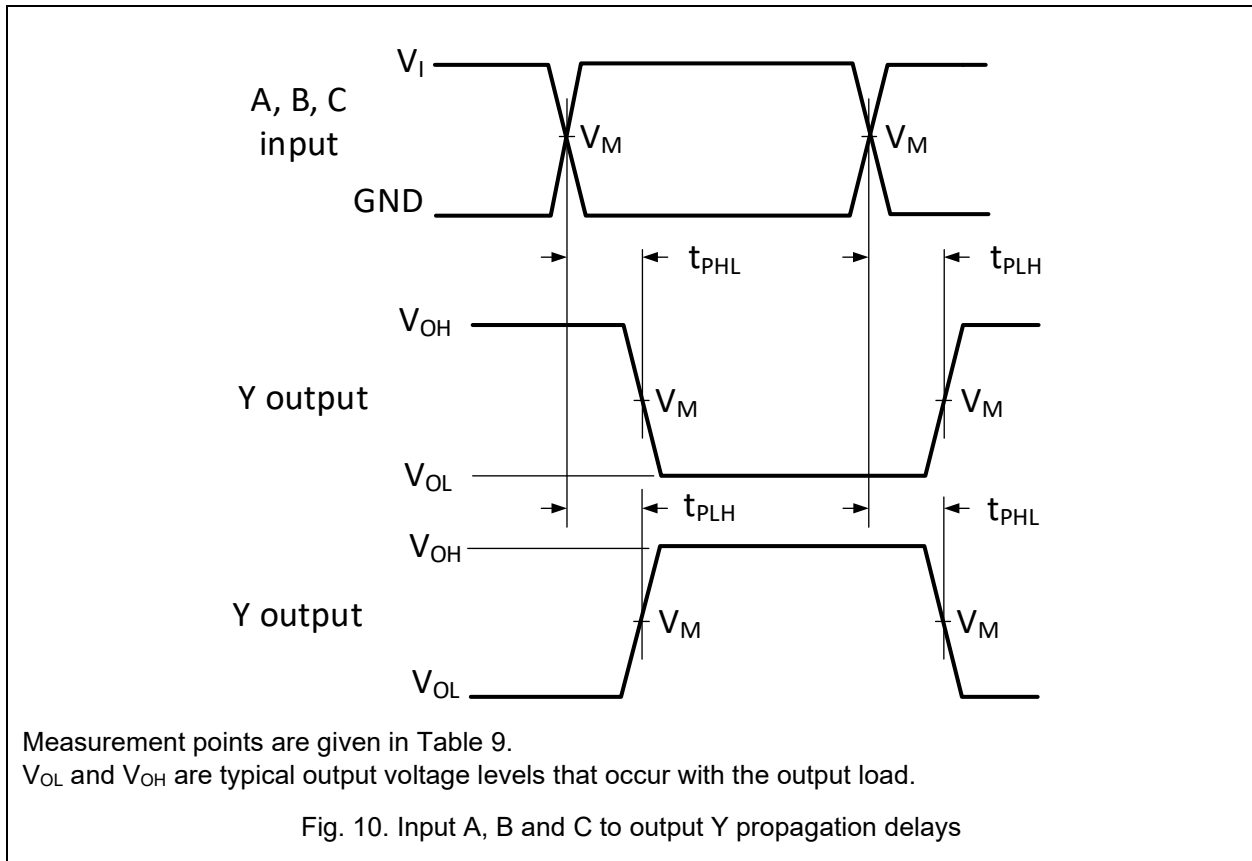 V_I
A, B, C
input
V_M V_M
GND
t_PHL t_PLH
V_OH
Y output
V_M V_M
V_OL
t_PLH t_PHL
V_OH
Y output
V_M V_M
V_OL
Measurement points are given in Table 9.
V_OL and V_OH are typical output voltage levels that occur with the output load.
Fig. 10. Input A, B and C to output Y propagation delays